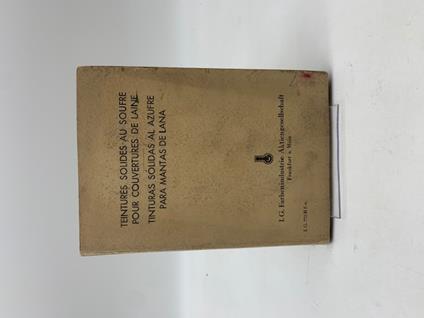 TEINTURES SOLIDES AU SOUFRE
POUR COUVERTURES DE LAINE
TINTURAS SÓLIDAS AL AZUFRE
PARA MANTAS DE LANA
I. G. Farbenindustrie Aktiengesellschaft
Frankfurt a. Main